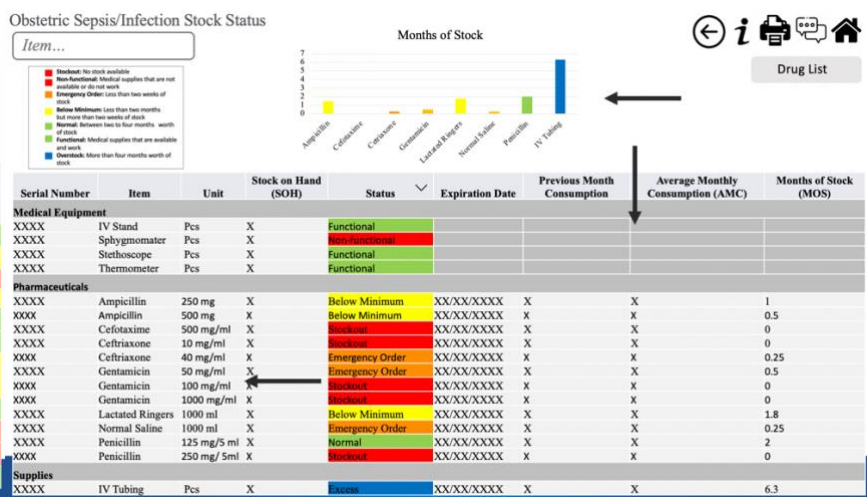 Obstetric Sepsis/Infection Stock Status
Item...
Months of Stock
Drug List
Stockout: No stock available
Non-functional: Medical supplies that are not
available or do not work
Emergency Order: Less than two weeks of
stock
Below Minimum: Less than two months
but more than two weeks of stock
Normal: Between two to four months worth
of stock
Functional: Medical supplies that are available
and work
Overstock: More than four months worth of
stock
7
6
5
4
3
2
1
0
Ampicillin
Cefotaxime
Cetriaxone
Gentamicin
Lactated Ringers
Normal Saline
Penicillin
IV Tubing
Serial Number Item Unit Stock on Hand (SOH) Status Expiration Date Previous Month Consumption Average Monthly Consumption (AMC) Months of Stock (MOS)
Medical Equipment
XXXX IV Stand Pcs X Functional
XXXX Sphygmomater Pcs X Non-functional
XXXX Stethoscope Pcs X Functional
XXXX Thermometer Pcs X Functional
Pharmaceuticals
XXXX Ampicillin 250 mg X Below Minimum XX/XX/XXXX X X 1
XXXX Ampicillin 500 mg X Below Minimum XX/XX/XXXX X X 0.5
XXXX Cefotaxime 500 mg/ml X Stockout XX/XX/XXXX X X 0
XXXX Ceftriaxone 10 mg/ml X Stockout XX/XX/XXXX X X 0
XXXX Ceftriaxone 40 mg/ml X Emergency Order XX/XX/XXXX X X 0.25
XXXX Gentamicin 50 mg/ml X Emergency Order XX/XX/XXXX X X 0.5
XXXX Gentamicin 100 mg/ml X Stockout XX/XX/XXXX X X 0
XXXX Gentamicin 1000 mg/ml X Stockout XX/XX/XXXX X X 0
XXXX Lactated Ringers 1000 ml X Below Minimum XX/XX/XXXX X X 1.8
XXXX Normal Saline 1000 ml X Emergency Order XX/XX/XXXX X X 0.25
XXXX Penicillin 125 mg/5 ml X Normal XX/XX/XXXX X X 2
XXXX Penicillin 250 mg/ 5ml X Stockout XX/XX/XXXX X X 0
Supplies
XXXX IV Tubing Pcs X Excess XX/XX/XXXX X X 6.3